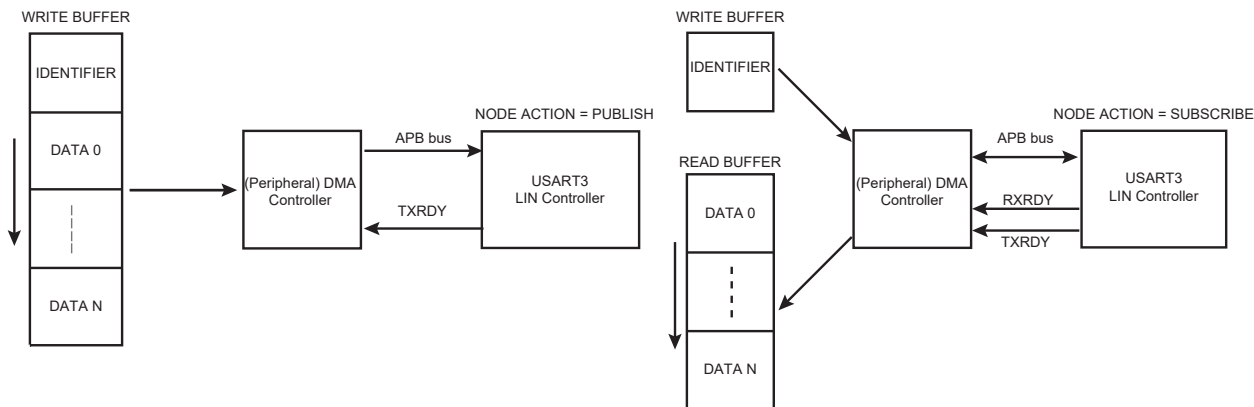 WRITE BUFFER
IDENTIFIER
DATA 0
DATA N
(Peripheral) DMA
Controller
APB bus
TXRDY
NODE ACTION = PUBLISH
USART3
LIN Controller
WRITE BUFFER
IDENTIFIER
READ BUFFER
DATA 0
DATA N
(Peripheral) DMA
Controller
APB bus
RXRDY
TXRDY
NODE ACTION = SUBSCRIBE
USART3
LIN Controller